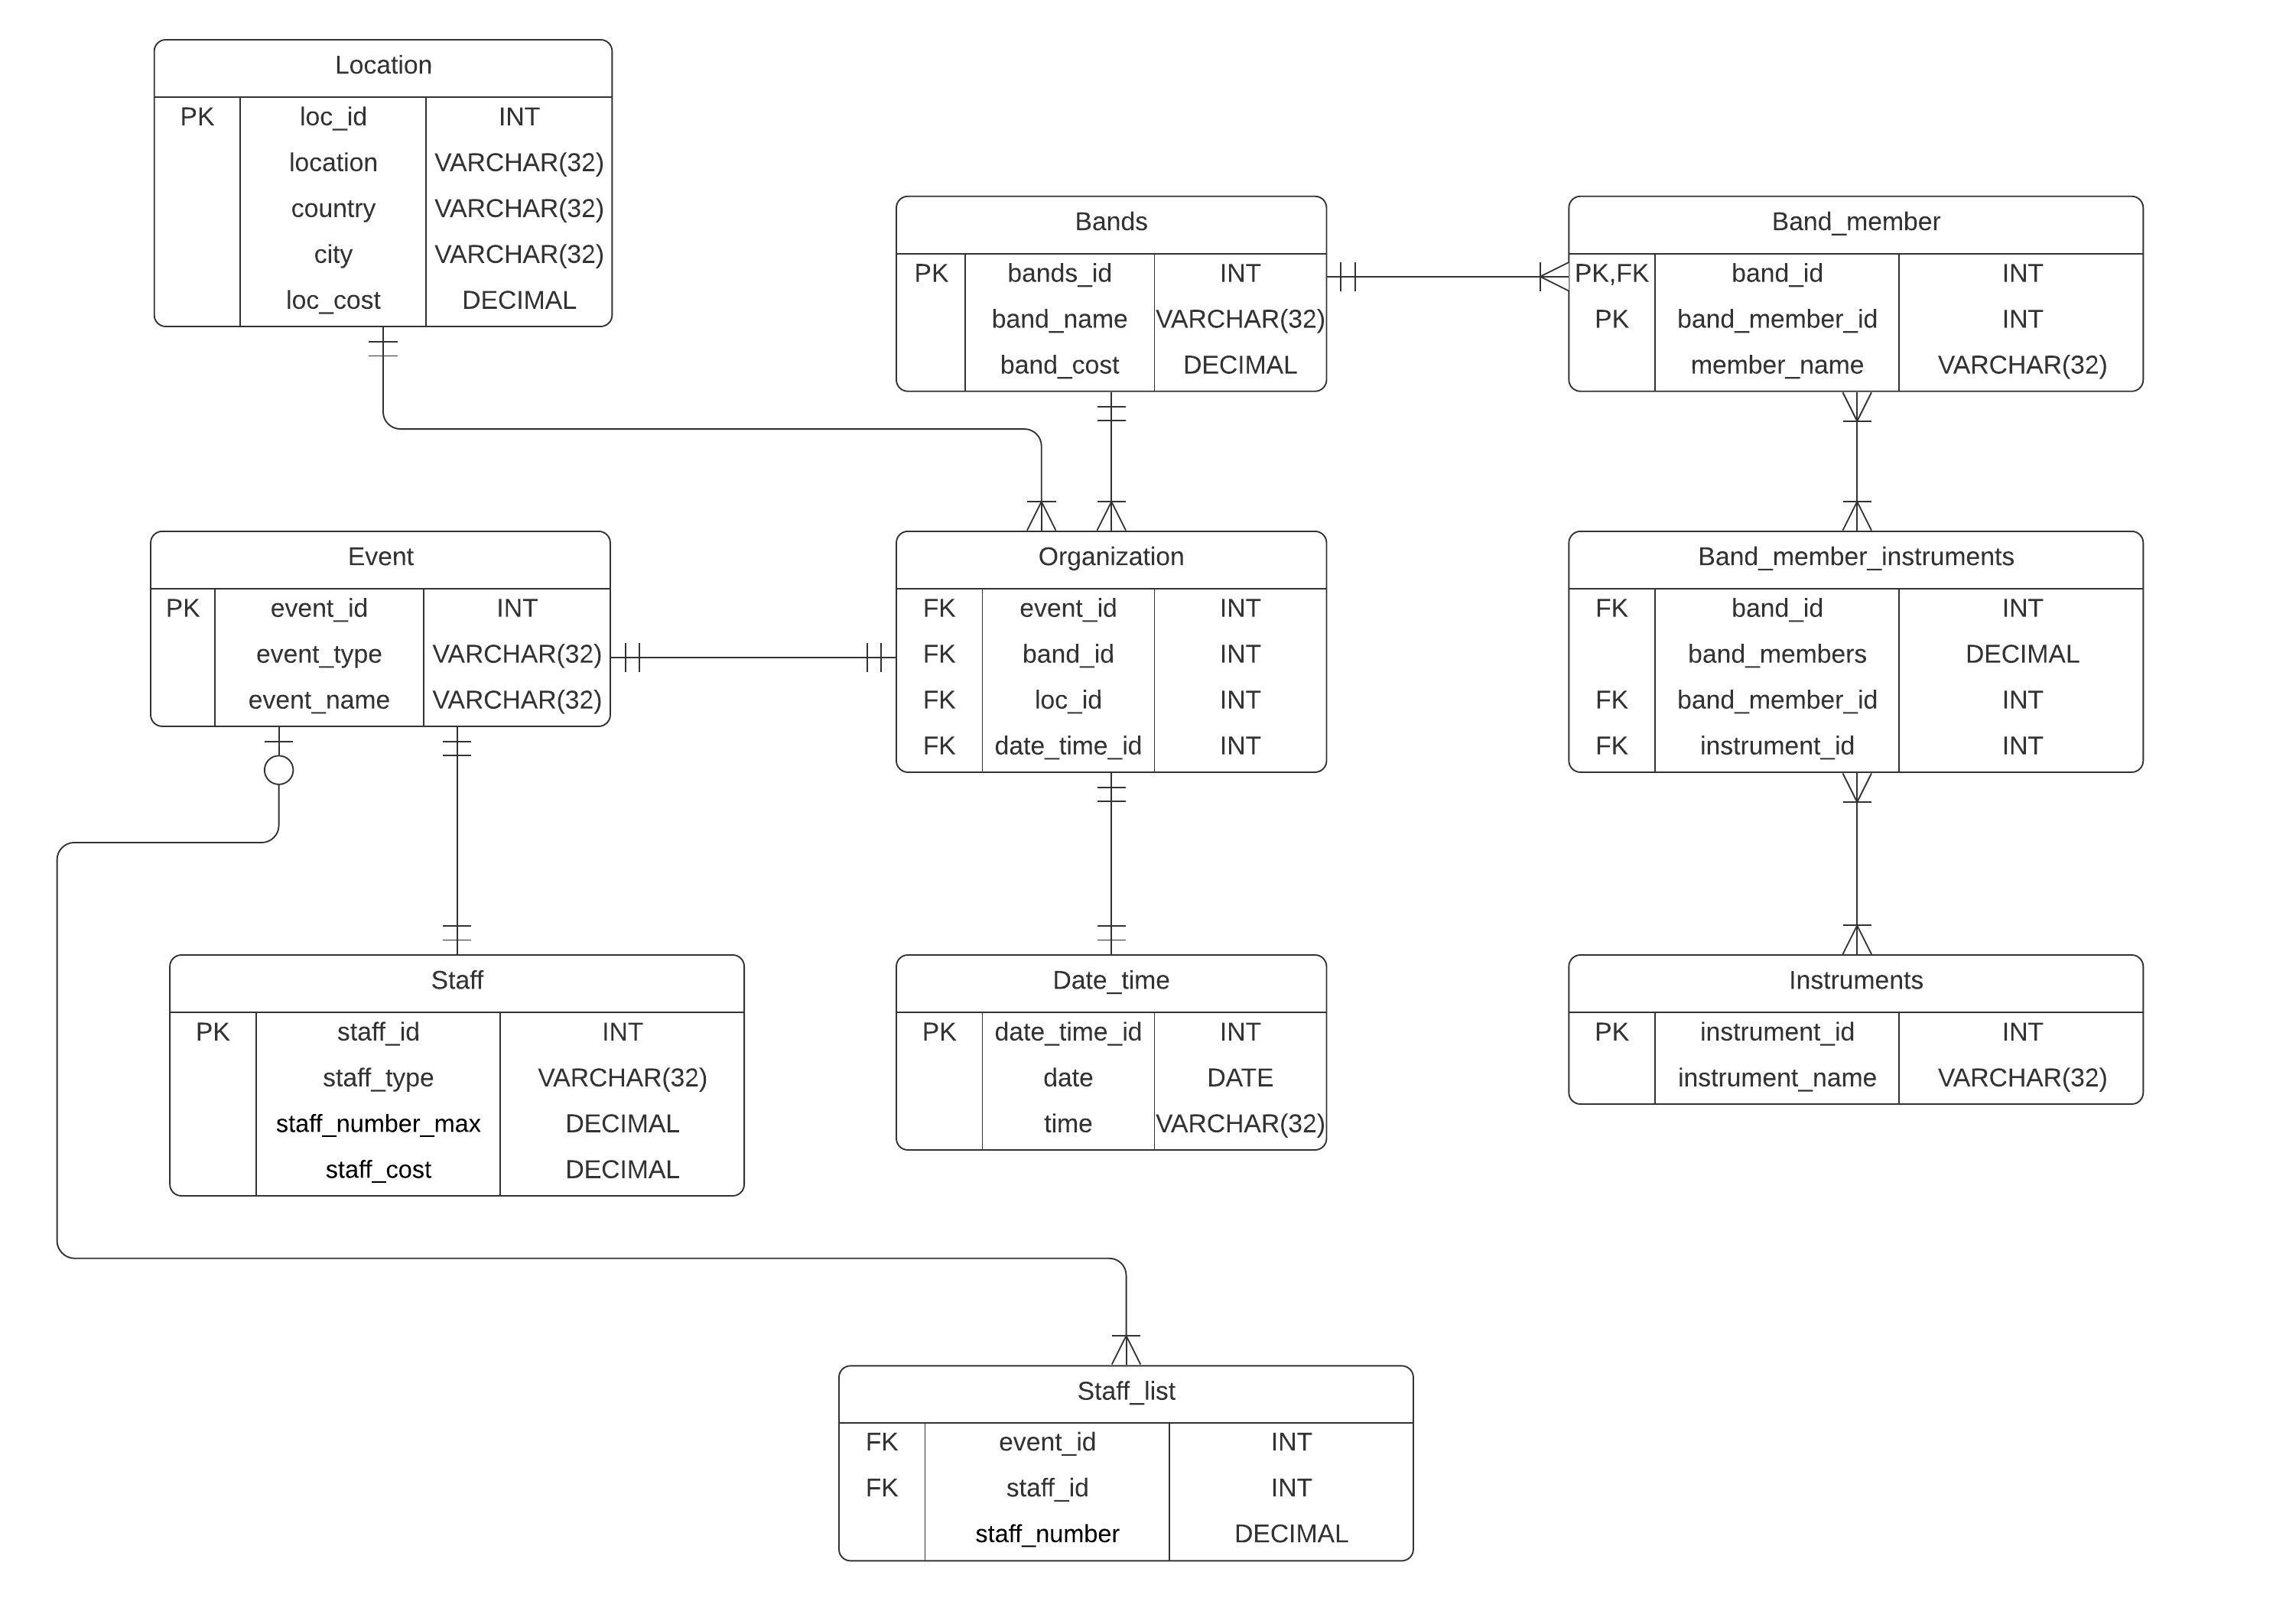 Location
PK loc_id INT
location VARCHAR(32)
country VARCHAR(32)
city VARCHAR(32)
loc_cost DECIMAL
Bands
PK bands_id INT
band_name VARCHAR(32)
band_cost DECIMAL
Band_member
PK,FK band_id INT
PK band_member_id INT
member_name VARCHAR(32)
Event
PK event_id INT
event_type VARCHAR(32)
event_name VARCHAR(32)
Organization
FK event_id INT
FK band_id INT
FK loc_id INT
FK date_time_id INT
Band_member_instruments
FK band_id INT
band_members DECIMAL
FK band_member_id INT
FK instrument_id INT
Staff
PK staff_id INT
staff_type VARCHAR(32)
staff_number_max DECIMAL
staff_cost DECIMAL
Date_time
PK date_time_id INT
date DATE
time VARCHAR(32)
Instruments
PK instrument_id INT
instrument_name VARCHAR(32)
Staff_list
FK event_id INT
FK staff_id INT
staff_number DECIMAL